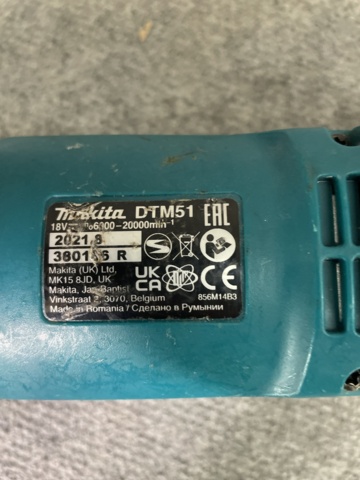 makita DTM51 EAC
18V 6000-20000min-1
2021.8
R
Makita (UK) Ltd,
MK15 8JD, UK
UK CA
Makita, Jan-Baptist
Vinkstraat 2, 3070, Belgium
856M14B3
Made in Romania / Сделано в Румынии